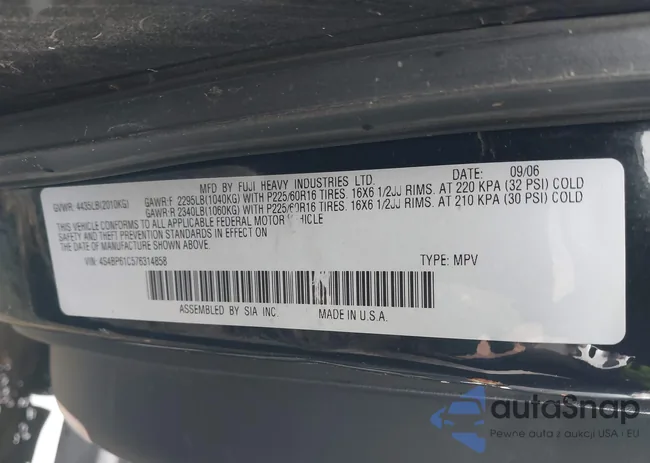 MFD BY FUJI HEAVY INDUSTRIES LTD. DATE: 09/06
GVWR: 4435LB(2010KG) GAWR:F 2295LB(1040KG) WITH P225/60R16 TIRES. 16X6 1/2JJ RIMS. AT 220 KPA (32 PSI) COLD
GAWR:R 2340LB(1060KG) WITH P225/60R16 TIRES. 16X6 1/2JJ RIMS. AT 210 KPA (30 PSI) COLD
THIS VEHICLE CONFORMS TO ALL APPLICABLE FEDERAL MOTOR VEHICLE
SAFETY AND THEFT PREVENTION STANDARDS IN EFFECT ON
THE DATE OF MANUFACTURE SHOWN ABOVE.
VIN: 4S4BP61C576314858 TYPE: MPV
ASSEMBLED BY SIA INC. MADE IN U.S.A.
autoSnap
Pewne auta z aukcji USA i EU